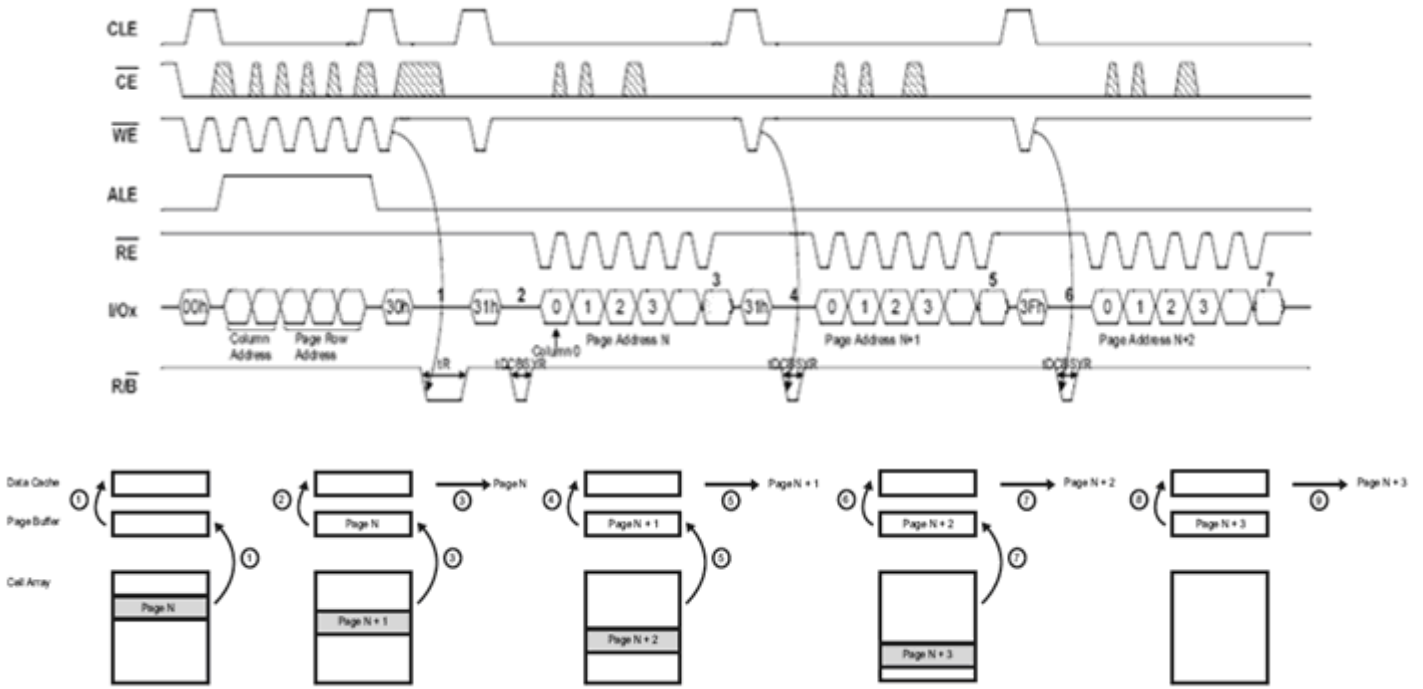 CLE
CE
WE
ALE
RE
1 2 3 4 5 6 7
I/Ox 00h 30h 31h 0 1 2 3 31h 0 1 2 3 3Fh 0 1 2 3
Column Address
Page Row Address
Column 0
Page Address N
Page Address N+1
Page Address N+2
tR tDCBSYR tDCBSYR tDCBSYR
R/B
Data Cache 1 2 3 Page N 4 5 Page N + 1 6 7 Page N + 2 8 9 Page N + 3
Page Buffer Page N Page N + 1 Page N + 2 Page N + 3
1 3 5 7
Cell Array
Page N Page N + 1 Page N + 2 Page N + 3